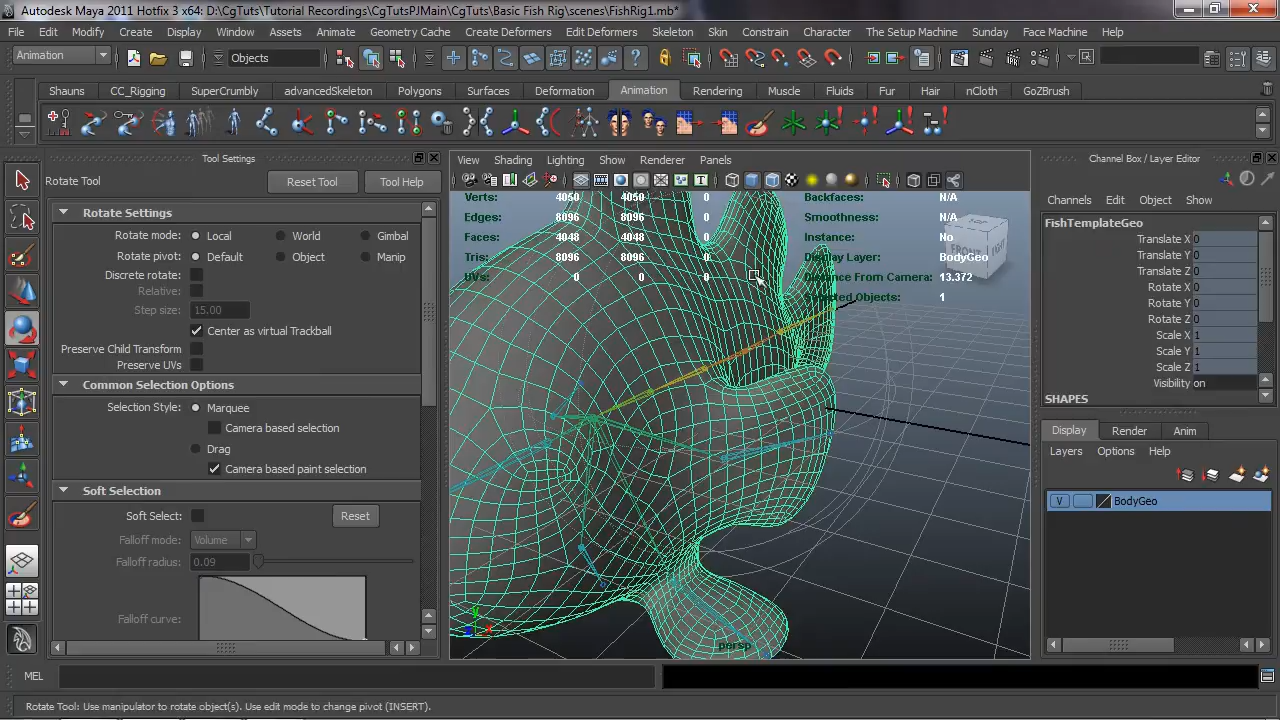 Autodesk Maya 2011 Hotfix 3 x64: D:\CgTuts\Tutorial Recordings\CgTutsPJMain\CgTuts\Basic Fish Rig\scenes\FishRig1.mb*
File Edit Modify Create Display Window Assets Animate Geometry Cache Create Deformers Edit Deformers Skeleton Skin Constrain Character The Setup Machine Sunday Face Machine Help
Animation Objects
Shauns CC_Rigging SuperCrumbly advancedSkeleton Polygons Surfaces Deformation Animation Rendering Muscle Fluids Fur Hair nCloth GoZBrush
Tool Settings
Rotate Tool Reset Tool Tool Help
Rotate Settings
Rotate mode: Local World Gimbal
Rotate pivot: Default Object Manip
Discrete rotate:
Relative:
Step size: 15.00
Center as virtual Trackball
Preserve Child Transform
Preserve UVs
Common Selection Options
Selection Style: Marquee
Camera based selection
Drag
Camera based paint selection
Soft Selection
Soft Select: Reset
Falloff mode: Volume
Falloff radius: 0.09
Falloff curve:
View Shading Lighting Show Renderer Panels
Verts: 4050 4050 0
Edges: 8096 8096 0
Faces: 4048 4048 0
Tris: 8096 8096 0
UVs: 0 0 0
Backfaces: N/A
Smoothness: N/A
Instance: No
Display Layer: BodyGeo
Distance From Camera: 13.372
Selected Objects: 1
FRONT RIGHT
persp
Channel Box / Layer Editor
Channels Edit Object Show
FishTemplateGeo
Translate X 0
Translate Y 0
Translate Z 0
Rotate X 0
Rotate Y 0
Rotate Z 0
Scale X 1
Scale Y 1
Scale Z 1
Visibility on
SHAPES
Display Render Anim
Layers Options Help
V BodyGeo
MEL
Rotate Tool: Use manipulator to rotate object(s). Use edit mode to change pivot (INSERT).